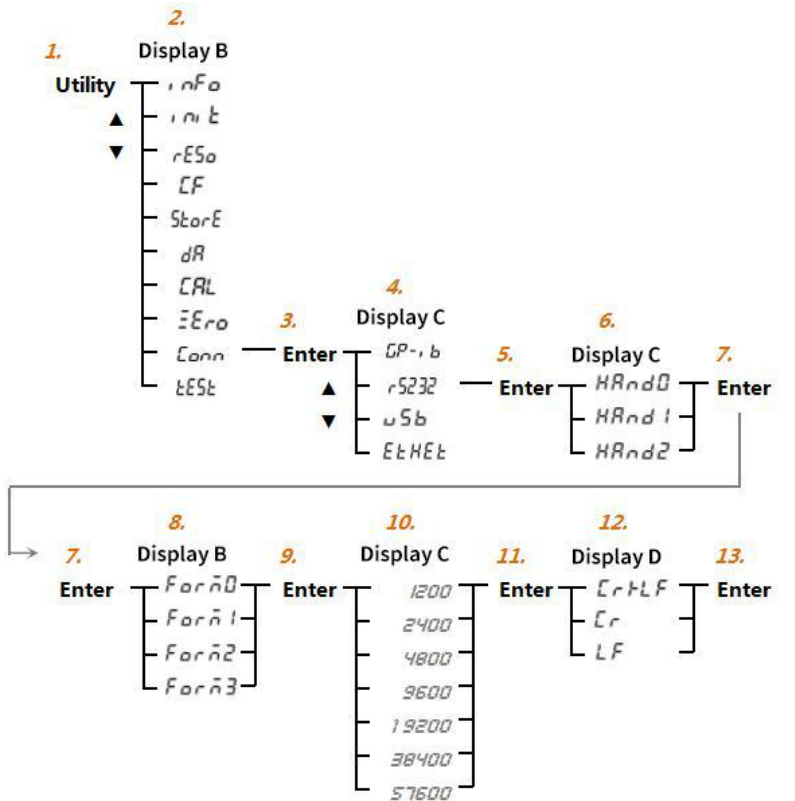 1.
2.
Display B
Utility
inFo
▲
init
▼
rESo
CF
StorE
dA
CAL
ZEro
Conn
tESt
3.
Enter
4.
Display C
GP-ib
▲
rS232
▼
uSb
EtHEt
5.
Enter
6.
Display C
HAnd0
HAnd1
HAnd2
7.
Enter
7.
Enter
8.
Display B
Form0
Form1
Form2
Form3
9.
Enter
10.
Display C
1200
2400
4800
9600
19200
38400
57600
11.
Enter
12.
Display D
Cr+LF
Cr
LF
13.
Enter